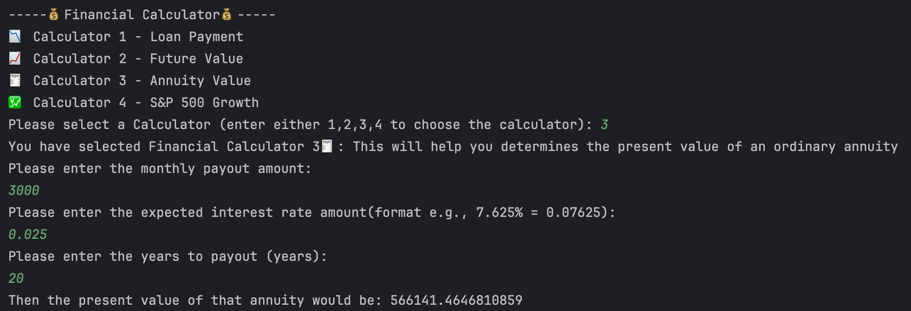 -----💰Financial Calculator💰-----
📉 Calculator 1 - Loan Payment
📈 Calculator 2 - Future Value
🧾 Calculator 3 - Annuity Value
💹 Calculator 4 - S&P 500 Growth
Please select a Calculator (enter either 1,2,3,4 to choose the calculator): 3
You have selected Financial Calculator 3🧾: This will help you determines the present value of an ordinary annuity
Please enter the monthly payout amount:
3000
Please enter the expected interest rate amount(format e.g., 7.625% = 0.07625):
0.025
Please enter the years to payout (years):
20
Then the present value of that annuity would be: 566141.4646810859